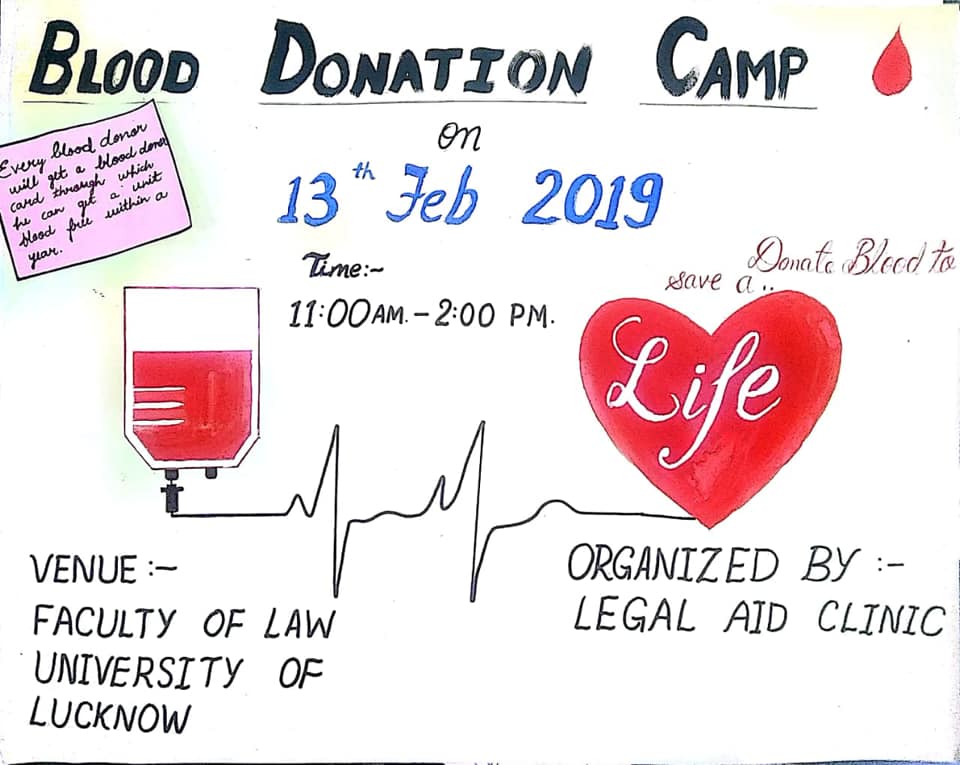 BLOOD DONATION CAMP
on
13th Feb 2019
Every blood donor
will get a blood donor
card through which
he can get a unit
blood free within a
year.
Time:~
11:00AM. – 2:00 PM.
Donate Blood to
save a..
Life
VENUE :~
FACULTY OF LAW
UNIVERSITY OF
LUCKNOW
ORGANIZED BY :-
LEGAL AID CLINIC